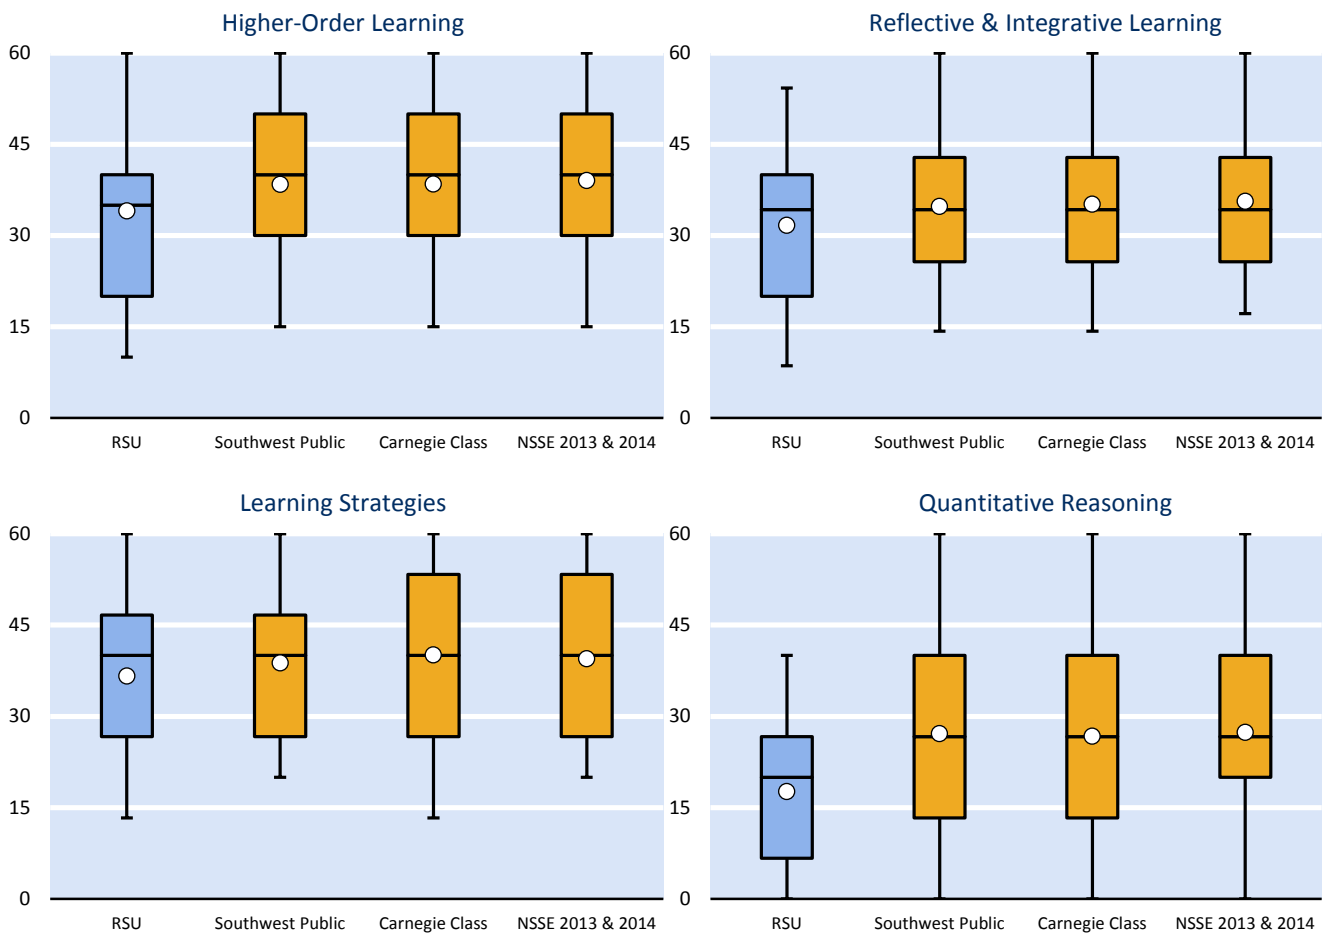 Higher-Order Learning
60
45
30
15
0
RSU Southwest Public Carnegie Class NSSE 2013 & 2014
Reflective & Integrative Learning
60
45
30
15
0
RSU Southwest Public Carnegie Class NSSE 2013 & 2014
Learning Strategies
60
45
30
15
0
RSU Southwest Public Carnegie Class NSSE 2013 & 2014
Quantitative Reasoning
60
45
30
15
0
RSU Southwest Public Carnegie Class NSSE 2013 & 2014